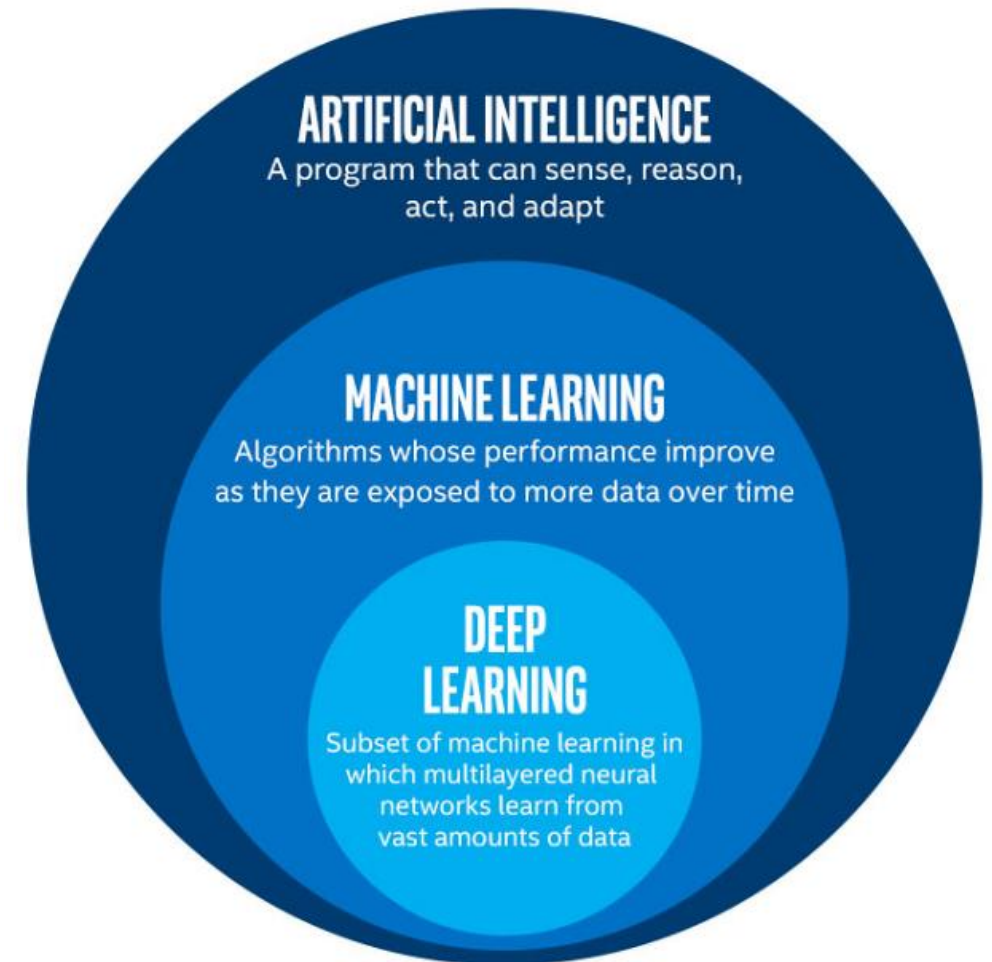 ARTIFICIAL INTELLIGENCE
A program that can sense, reason,
act, and adapt
MACHINE LEARNING
Algorithms whose performance improve
as they are exposed to more data over time
DEEP
LEARNING
Subset of machine learning in
which multilayered neural
networks learn from
vast amounts of data